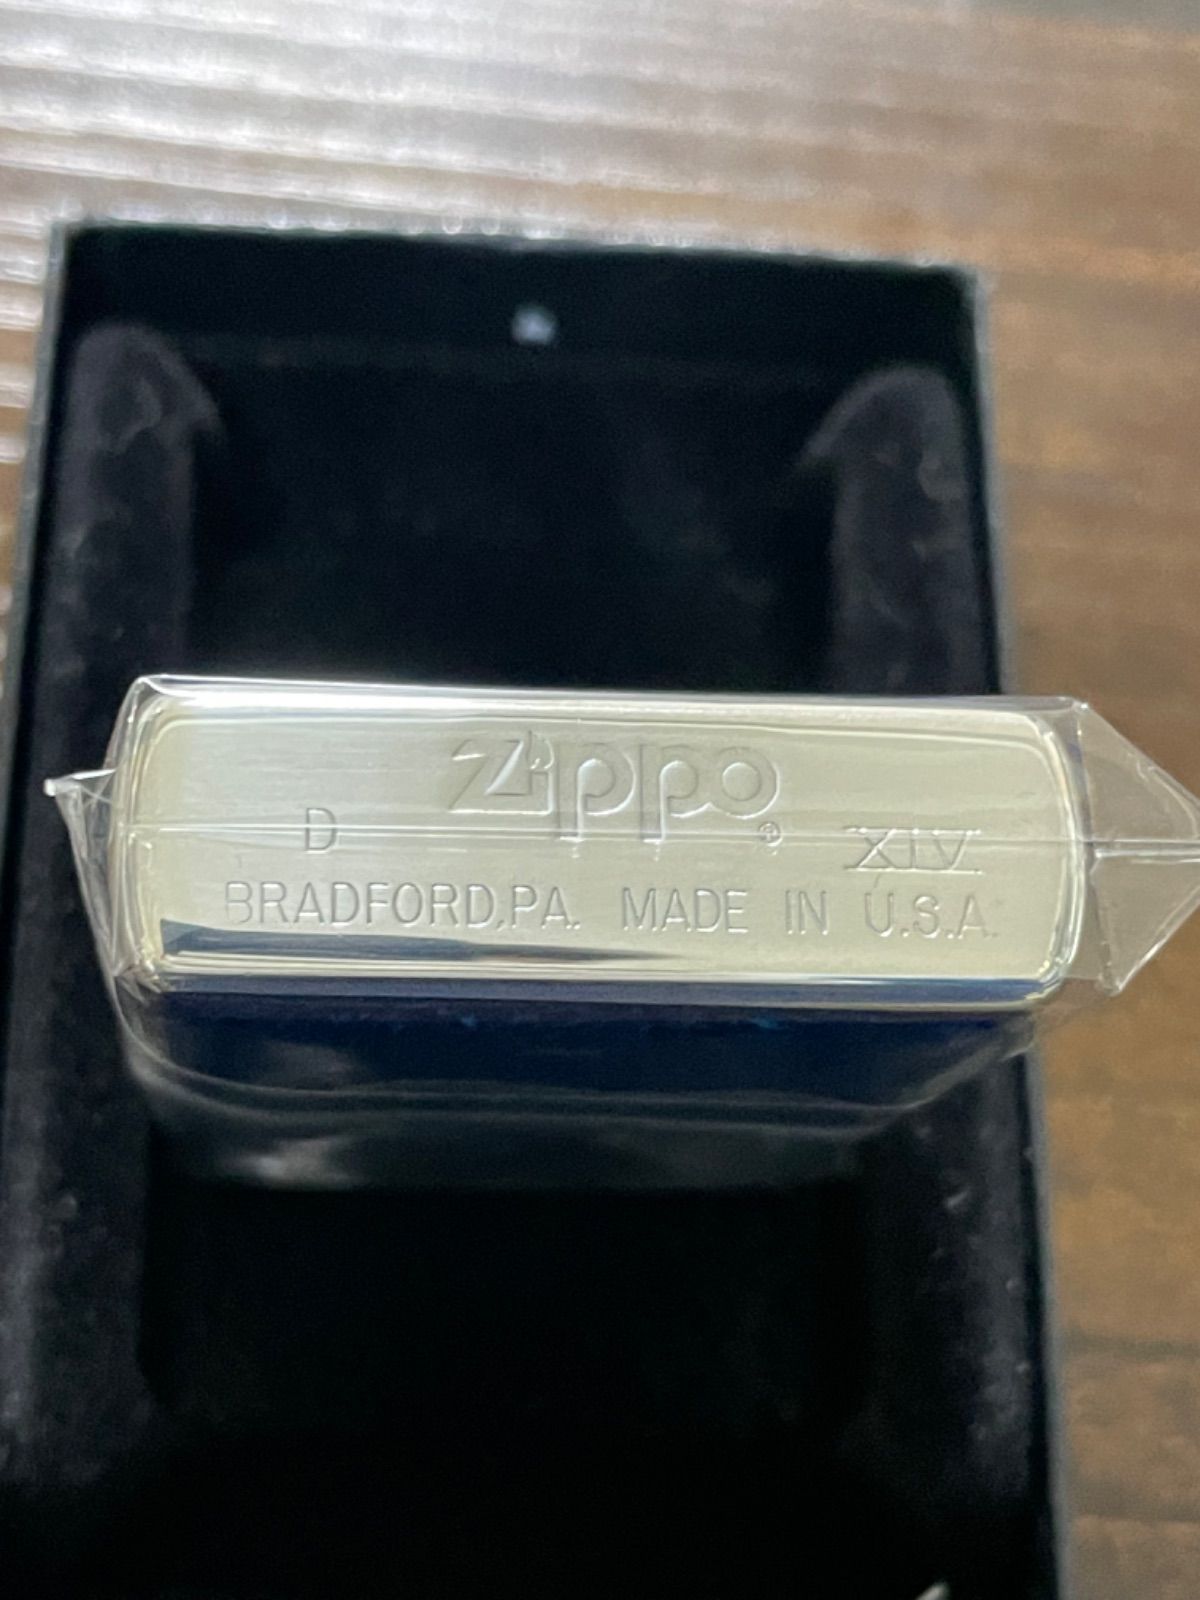 Zippo®
D XIV
BRADFORD,PA. MADE IN U.S.A.